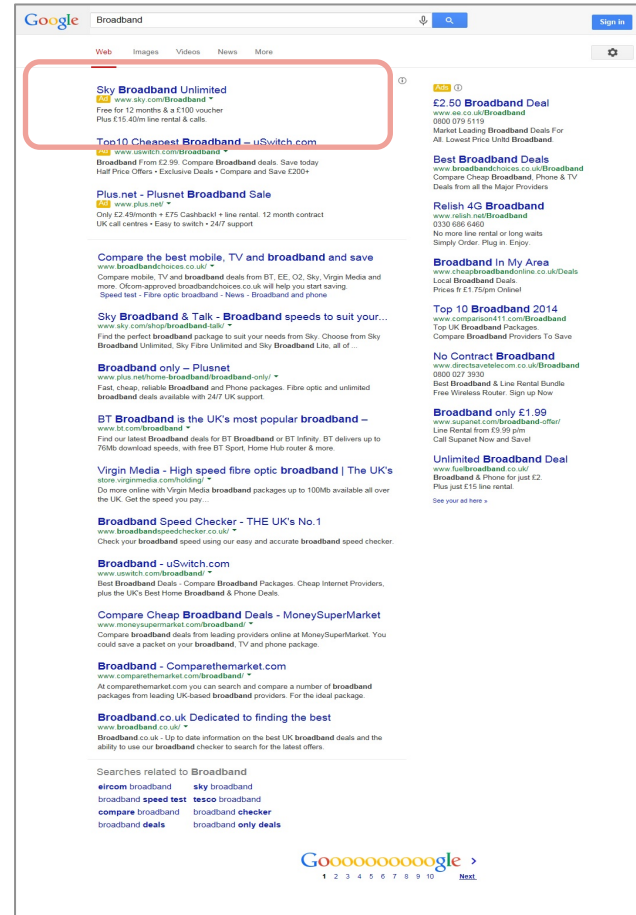 Google Broadband Sign in
Web Images Videos News More
Sky Broadband Unlimited
Ad www.sky.com/Broadband
Free for 12 months & a £100 voucher
Plus £15.40/m line rental & calls.
Top10 Cheapest Broadband – uSwitch.com
Ad www.uswitch.com/Broadband
Broadband From £2.99. Compare Broadband deals. Save today
Half Price Offers • Exclusive Deals • Compare and Save £200+
Plus.net - Plusnet Broadband Sale
Ad www.plus.net/
Only £2.49/month + £75 Cashback! + line rental. 12 month contract
UK call centres • Easy to switch • 24/7 support
Compare the best mobile, TV and broadband and save
www.broadbandchoices.co.uk/
Compare mobile, TV and broadband deals from BT, EE, O2, Sky, Virgin Media and
more. Ofcom-approved broadbandchoices.co.uk will help you start saving.
Speed test - Fibre optic broadband - News - Broadband and phone
Sky Broadband & Talk - Broadband speeds to suit your...
www.sky.com/shop/broadband-talk/
Find the perfect broadband package to suit your needs from Sky. Choose from Sky
Broadband Unlimited, Sky Fibre Unlimited and Sky Broadband Lite, all of ...
Broadband only – Plusnet
www.plus.net/home-broadband/broadband-only/
Fast, cheap, reliable Broadband and Phone packages. Fibre optic and unlimited
broadband deals available with 24/7 UK support.
BT Broadband is the UK's most popular broadband –
www.bt.com/broadband
Find our latest Broadband deals for BT Broadband or BT Infinity. BT delivers up to
76Mb download speeds, with free BT Sport, Home Hub router & more.
Virgin Media - High speed fibre optic broadband | The UK's
store.virginmedia.com/holding/
Do more online with Virgin Media broadband packages up to 100Mb available all over
the UK. Get the speed you pay...
Broadband Speed Checker - THE UK's No.1
www.broadbandspeedchecker.co.uk/
Check your broadband speed using our easy and accurate broadband speed checker.
Broadband - uSwitch.com
www.uswitch.com/broadband/
Best Broadband Deals - Compare Broadband Packages. Cheap Internet Providers,
plus the UK's Best Home Broadband & Phone Deals.
Compare Cheap Broadband Deals - MoneySuperMarket
www.moneysupermarket.com/broadband/
Compare broadband deals from leading providers online at MoneySuperMarket. You
could save a packet on your broadband, TV and phone package.
Broadband - Comparethemarket.com
www.comparethemarket.com/broadband/
At comparethemarket.com you can search and compare a number of broadband
packages from leading UK-based broadband providers. For the ideal package.
Broadband.co.uk Dedicated to finding the best
www.broadband.co.uk/
Broadband.co.uk - Up to date information on the best UK broadband deals and the
ability to use our broadband checker to search for the latest offers.
Searches related to Broadband
eircom broadband sky broadband
broadband speed test tesco broadband
compare broadband broadband checker
broadband deals broadband only deals
Ads
£2.50 Broadband Deal
www.ee.co.uk/Broadband
0800 079 5119
Market Leading Broadband Deals For
All. Lowest Price Unltd Broadband.
Best Broadband Deals
www.broadbandchoices.co.uk/Broadband
Compare Cheap Broadband, Phone & TV
Deals from all the Major Providers
Relish 4G Broadband
www.relish.net/Broadband
0330 686 6460
No more line rental or long waits
Simply Order. Plug in. Enjoy.
Broadband In My Area
www.cheapbroadbandonline.co.uk/Deals
Local Broadband Deals.
Prices fr £1.75/pm Online!
Top 10 Broadband 2014
www.comparison411.com/Broadband
Top UK Broadband Packages.
Compare Broadband Providers To Save
No Contract Broadband
www.directsavetelecom.co.uk/Broadband
0800 027 3930
Best Broadband & Line Rental Bundle
Free Wireless Router. Sign up Now
Broadband only £1.99
www.supanet.com/broadband-offer/
Line Rental from £9.99 p/m
Call Supanet Now and Save!
Unlimited Broadband Deal
www.fuelbroadband.co.uk/
Broadband & Phone for just £2.
Plus just £15 line rental.
See your ad here »
Goooooooooogle >
1 2 3 4 5 6 7 8 9 10 Next